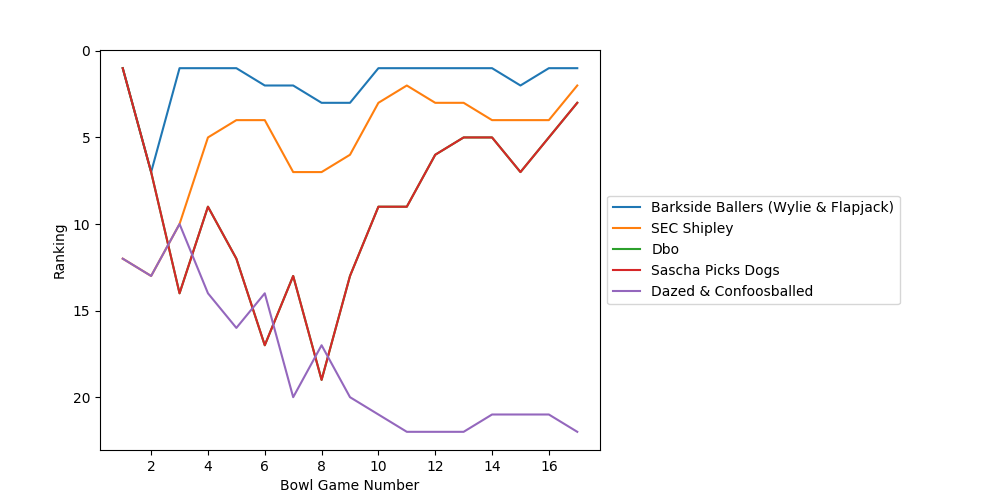 0
5
10
15
20
2 4 6 8 10 12 14 16
Ranking
Bowl Game Number
Barkside Ballers (Wylie & Flapjack)
SEC Shipley
Dbo
Sascha Picks Dogs
Dazed & Confoosballed